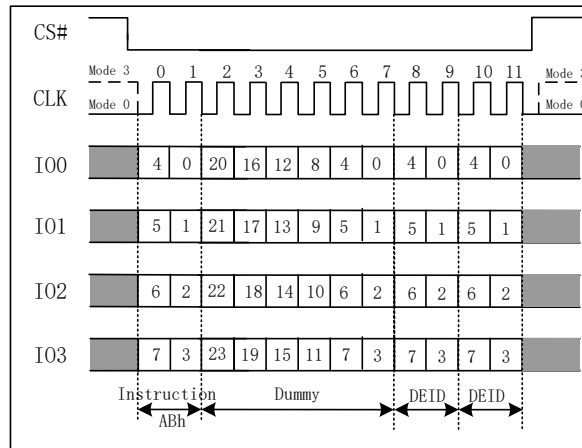 CS#
Mode 3 0 1 2 3 4 5 6 7 8 9 10 11 Mode 3
CLK
Mode 0 Mode 0
IO0 4 0 20 16 12 8 4 0 4 0 4 0
IO1 5 1 21 17 13 9 5 1 5 1 5 1
IO2 6 2 22 18 14 10 6 2 6 2 6 2
IO3 7 3 23 19 15 11 7 3 7 3 7 3
Instruction Dummy DEID DEID
ABh